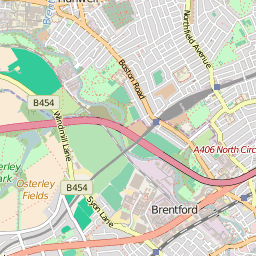 Hanwell
Northfield Avenue
Boston Road
B454
Windmill Lane
A406 North Circ
Osterley
Park
Osterley
Fields
B454
Syon Lane
Brentford